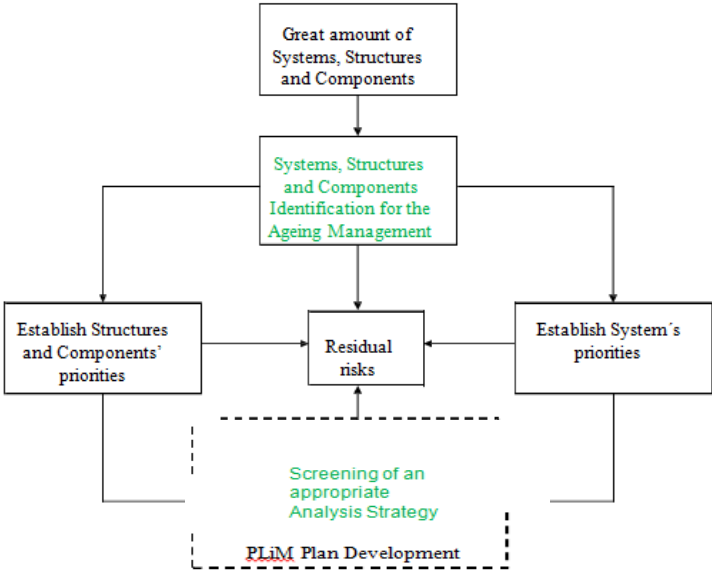 Great amount of
Systems, Structures
and Components
Systems, Structures
and Components
Identification for the
Ageing Management
Establish Structures
and Components’
priorities
Residual
risks
Establish System´s
priorities
Screening of an
appropriate
Analysis Strategy
PLiM Plan Development